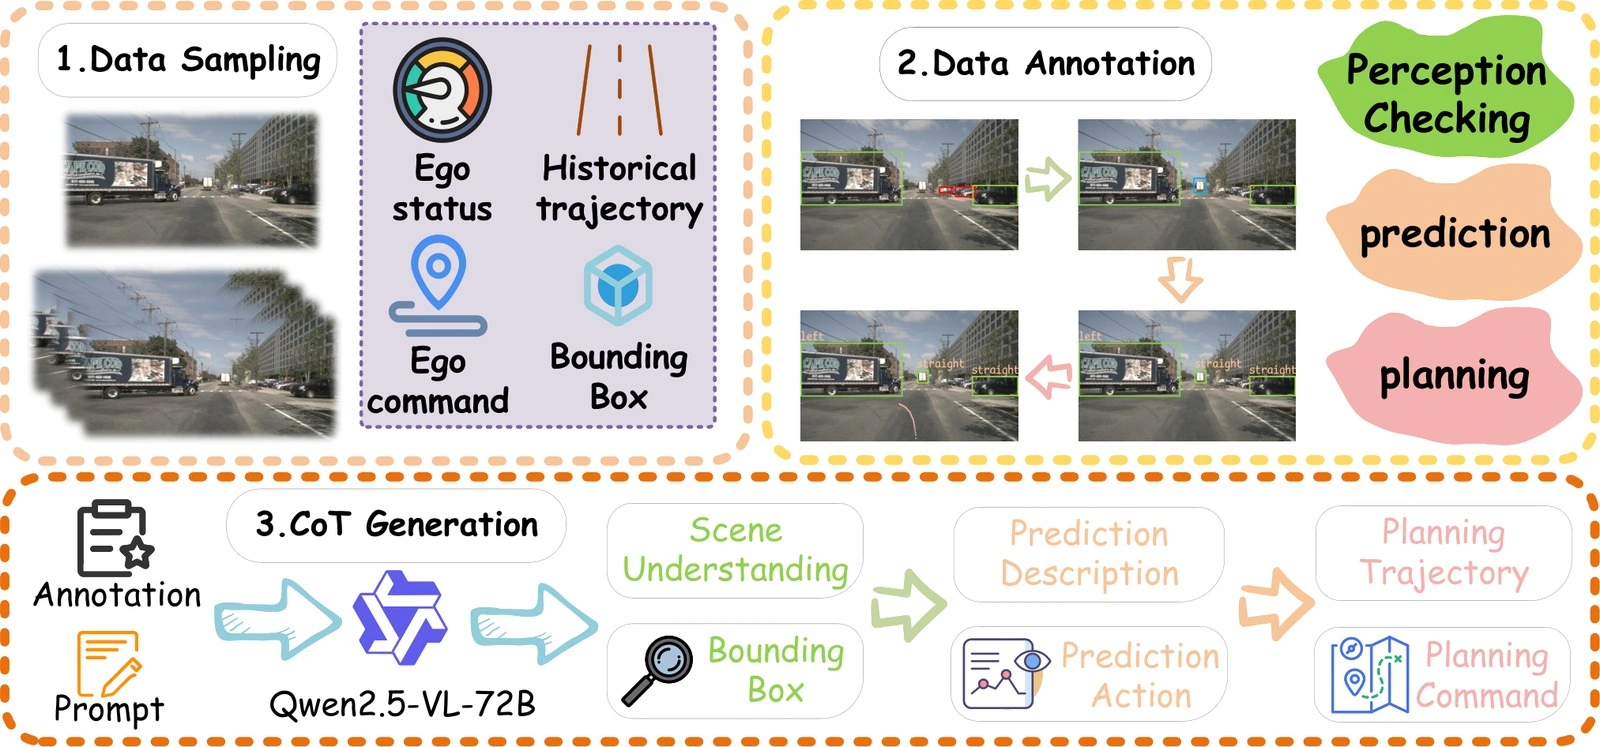 1.Data Sampling
Ego
status
Historical
trajectory
Ego
command
Bounding
Box
2.Data Annotation
left
straight
straight
straight
straight
Perception
Checking
prediction
planning
3.CoT Generation
Annotation
Prompt
Qwen2.5-VL-72B
Scene
Understanding
Bounding
Box
Prediction
Description
Prediction
Action
Planning
Trajectory
Planning
Command